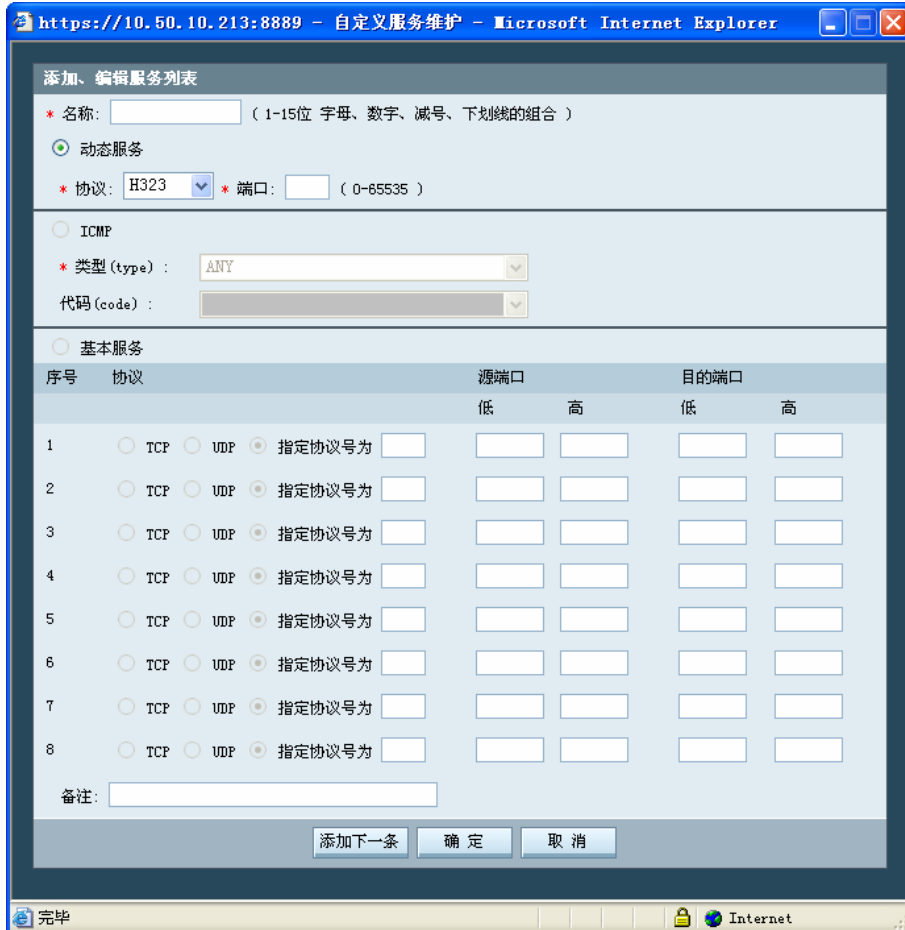 https://10.50.10.213:8889 - 自定义服务维护 - Microsoft Internet Explorer
添加、编辑服务列表
* 名称: ( 1-15位 字母、数字、减号、下划线的组合 )
动态服务
* 协议: H323 * 端口: ( 0-65535 )
ICMP
* 类型(type) : ANY
代码(code) :
基本服务
序号 协议 源端口 目的端口
低 高 低 高
1 TCP UDP 指定协议号为
2 TCP UDP 指定协议号为
3 TCP UDP 指定协议号为
4 TCP UDP 指定协议号为
5 TCP UDP 指定协议号为
6 TCP UDP 指定协议号为
7 TCP UDP 指定协议号为
8 TCP UDP 指定协议号为
备注:
添加下一条 确 定 取 消
完毕 Internet